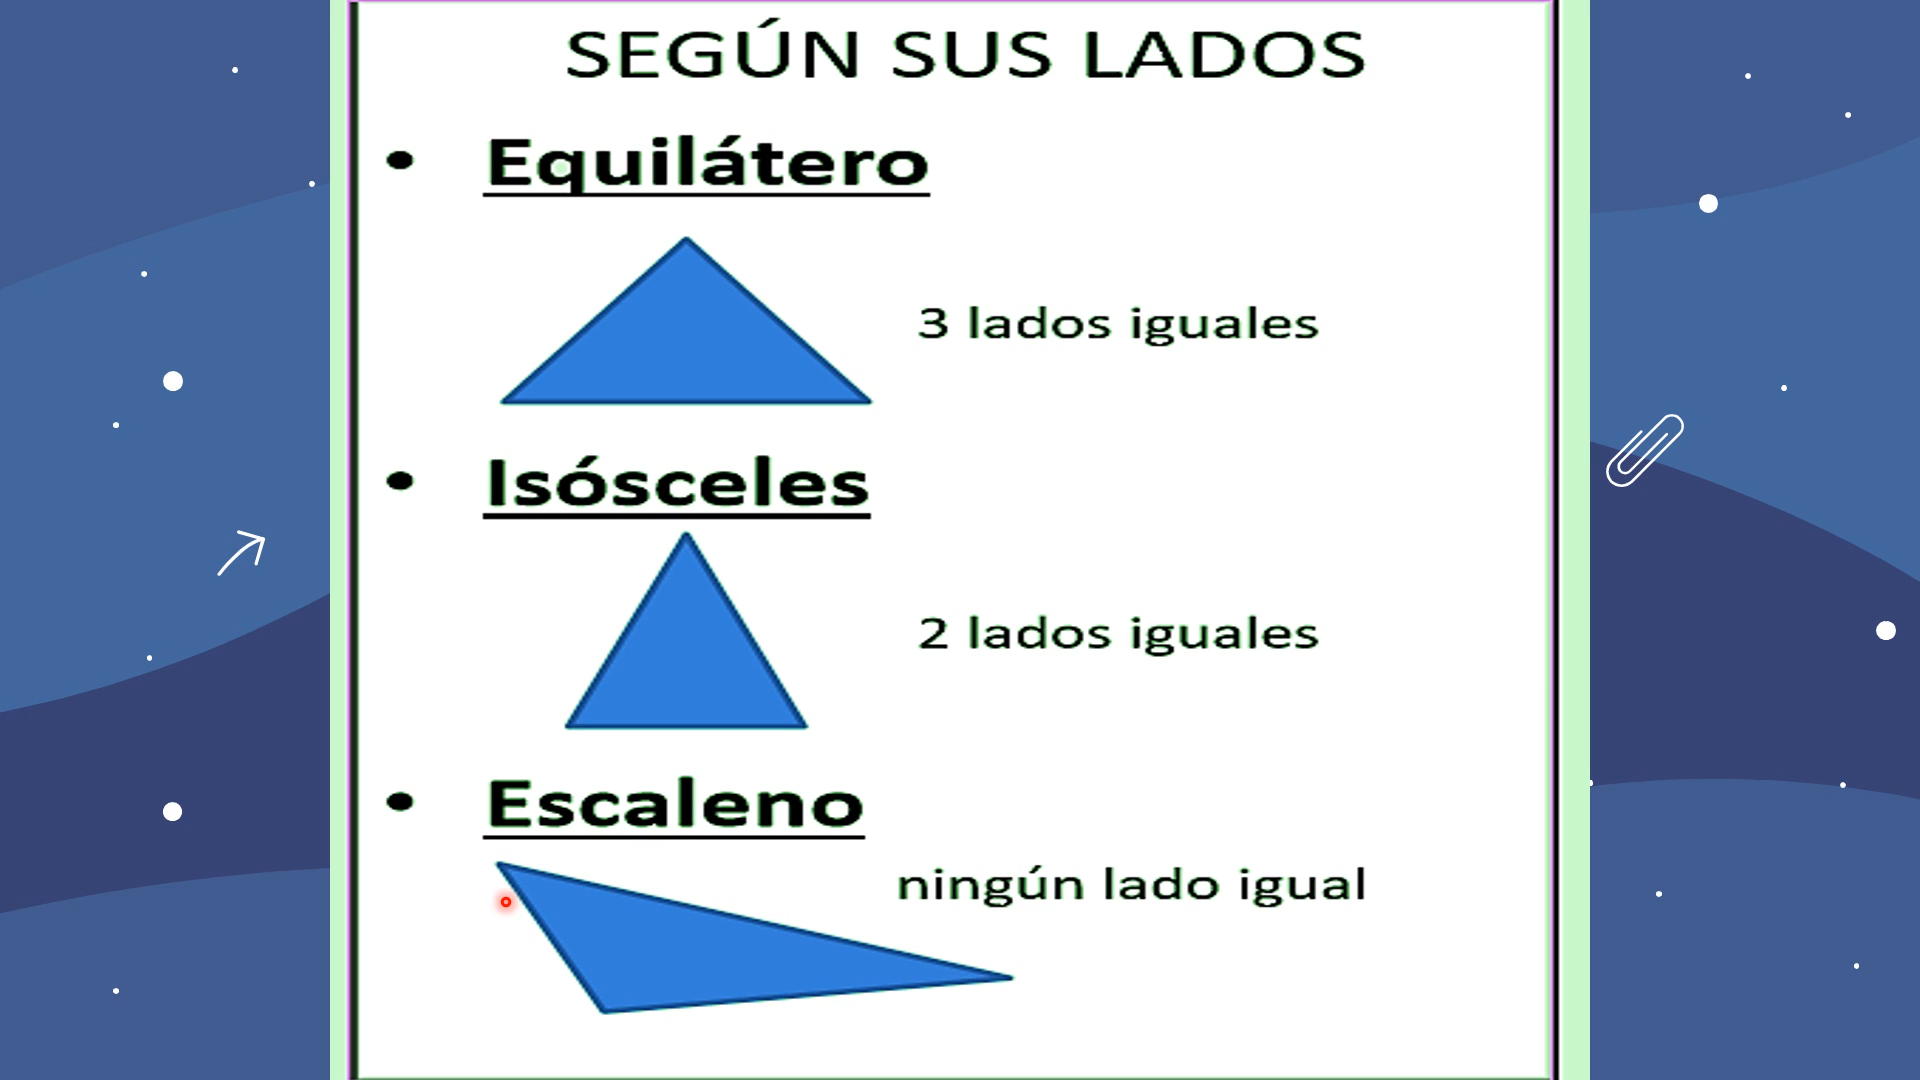 SEGÚN SUS LADOS
• Equilátero
3 lados iguales
• Isósceles
2 lados iguales
• Escaleno
ningún lado igual